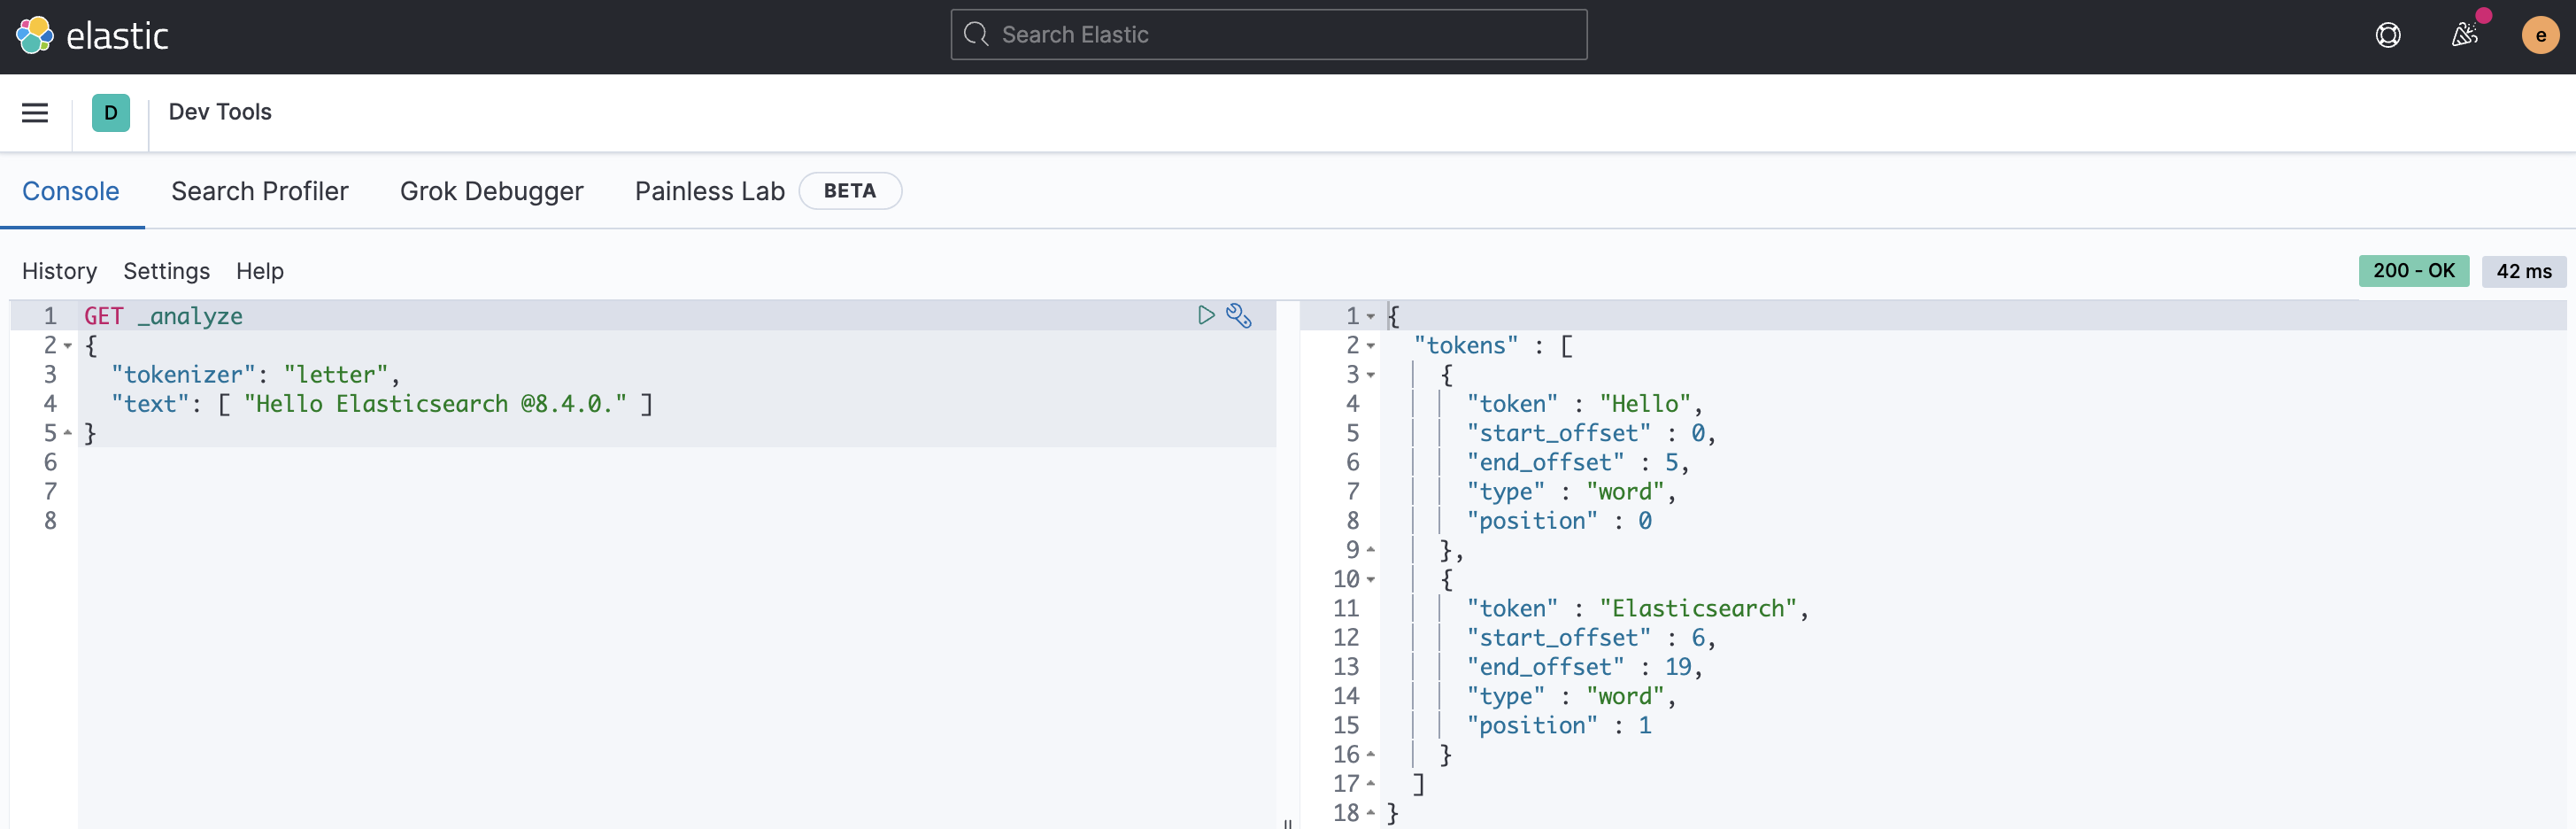 elastic
Search Elastic
e
D
Dev Tools
Console Search Profiler Grok Debugger Painless Lab BETA
History Settings Help
200 - OK 42 ms
1 GET _analyze
2 {
3   "tokenizer": "letter",
4   "text": [ "Hello Elasticsearch @8.4.0." ]
5 }
6
7
8
1 {
2   "tokens" : [
3     {
4       "token" : "Hello",
5       "start_offset" : 0,
6       "end_offset" : 5,
7       "type" : "word",
8       "position" : 0
9     },
10     {
11       "token" : "Elasticsearch",
12       "start_offset" : 6,
13       "end_offset" : 19,
14       "type" : "word",
15       "position" : 1
16     }
17   ]
18 }